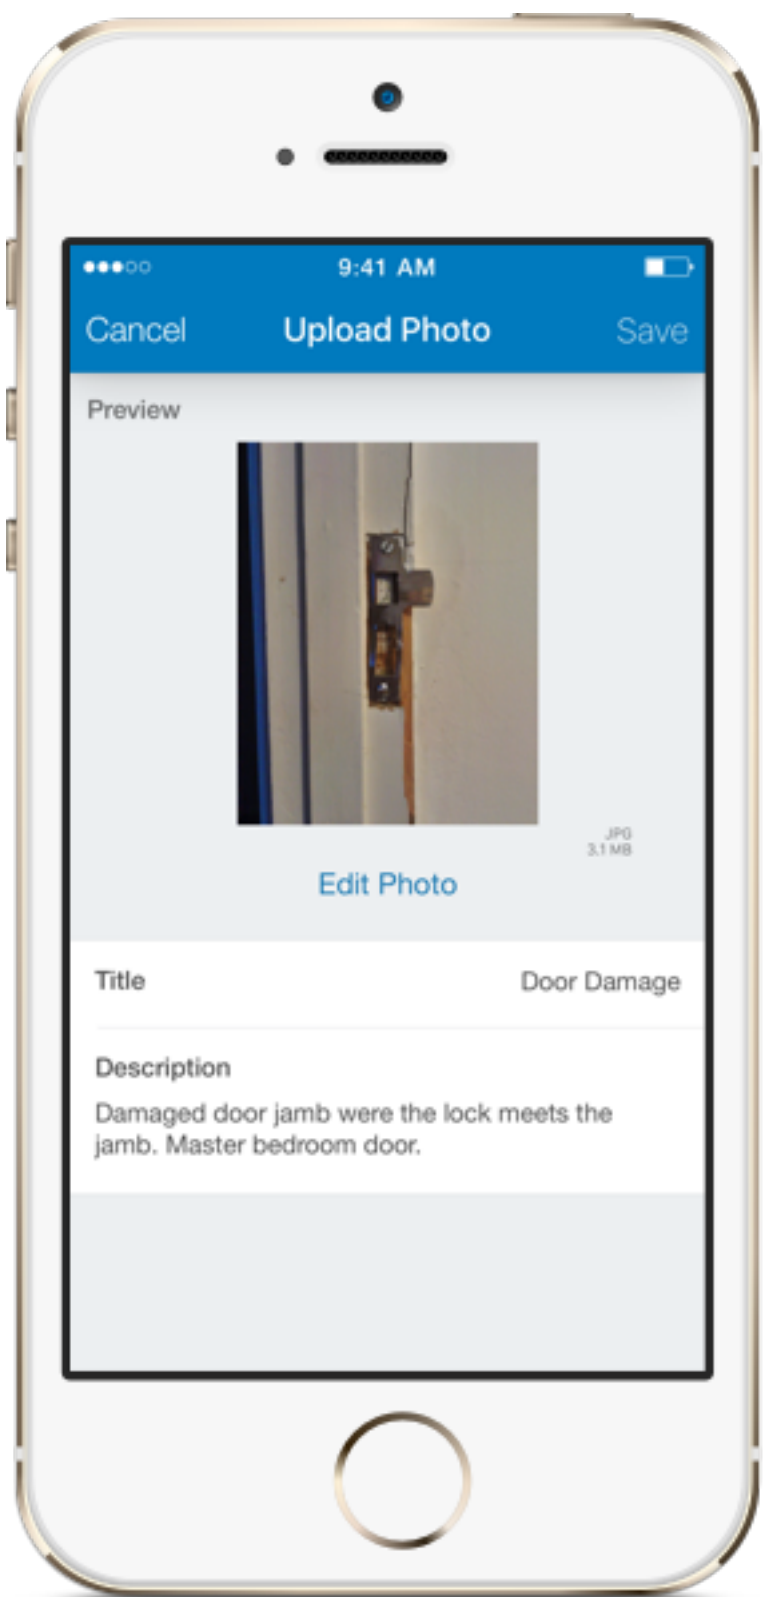 9:41 AM
Cancel Upload Photo Save
Preview
JPG
3.1 MB
Edit Photo
Title Door Damage
Description
Damaged door jamb were the lock meets the
jamb. Master bedroom door.